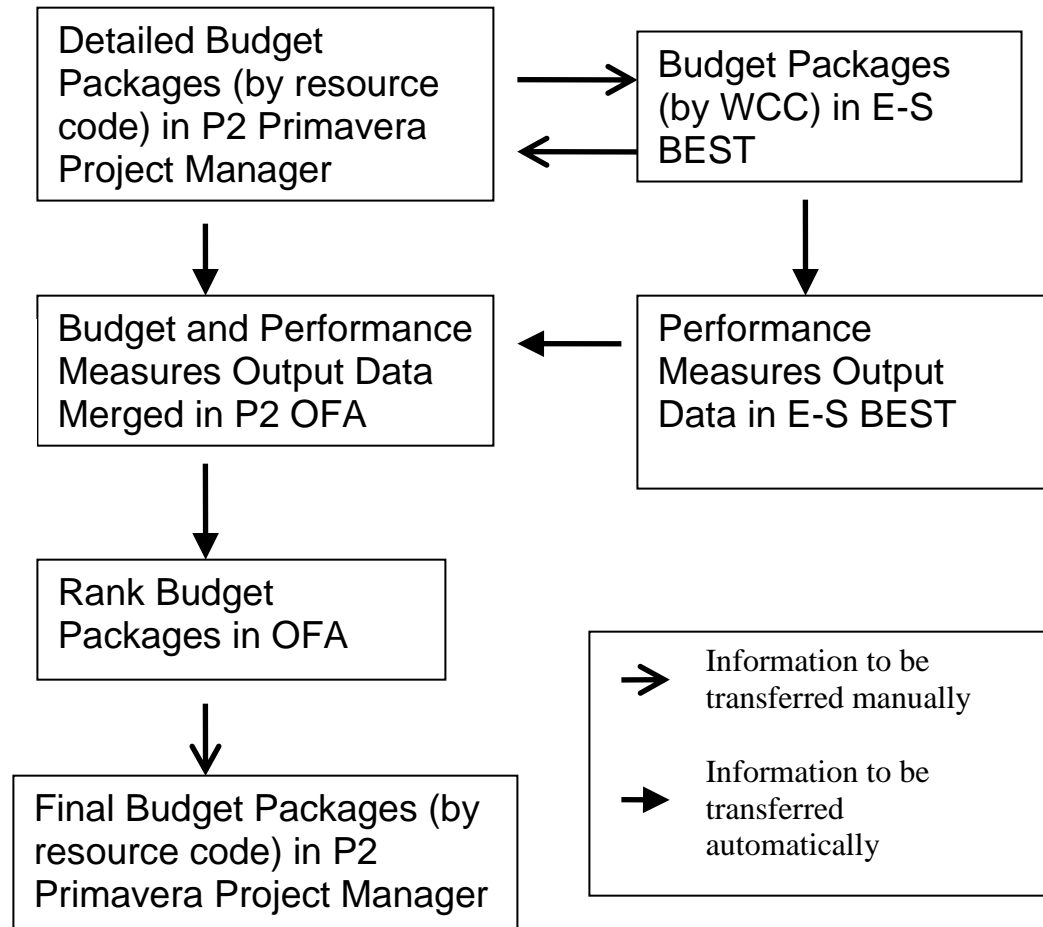 Detailed Budget
Packages (by resource
code) in P2 Primavera
Project Manager
Budget Packages
(by WCC) in E-S
BEST
Budget and Performance
Measures Output Data
Merged in P2 OFA
Performance
Measures Output
Data in E-S BEST
Rank Budget
Packages in OFA
Information to be
transferred manually
Information to be
transferred
automatically
Final Budget Packages (by
resource code) in P2
Primavera Project Manager